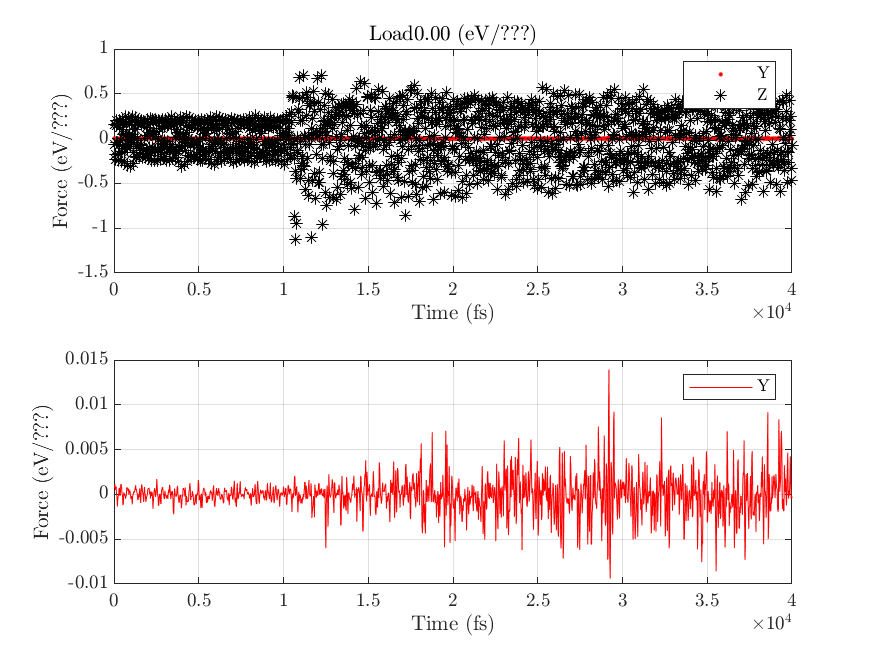 Load0.00 (eV/???)
1
0.5
0
-0.5
-1
-1.5
Force (eV/???)
Y
Z
0 0.5 1 1.5 2 2.5 3 3.5 4
Time (fs)
×10^4
0.015
0.01
0.005
0
-0.005
-0.01
Force (eV/???)
Y
0 0.5 1 1.5 2 2.5 3 3.5 4
Time (fs)
×10^4